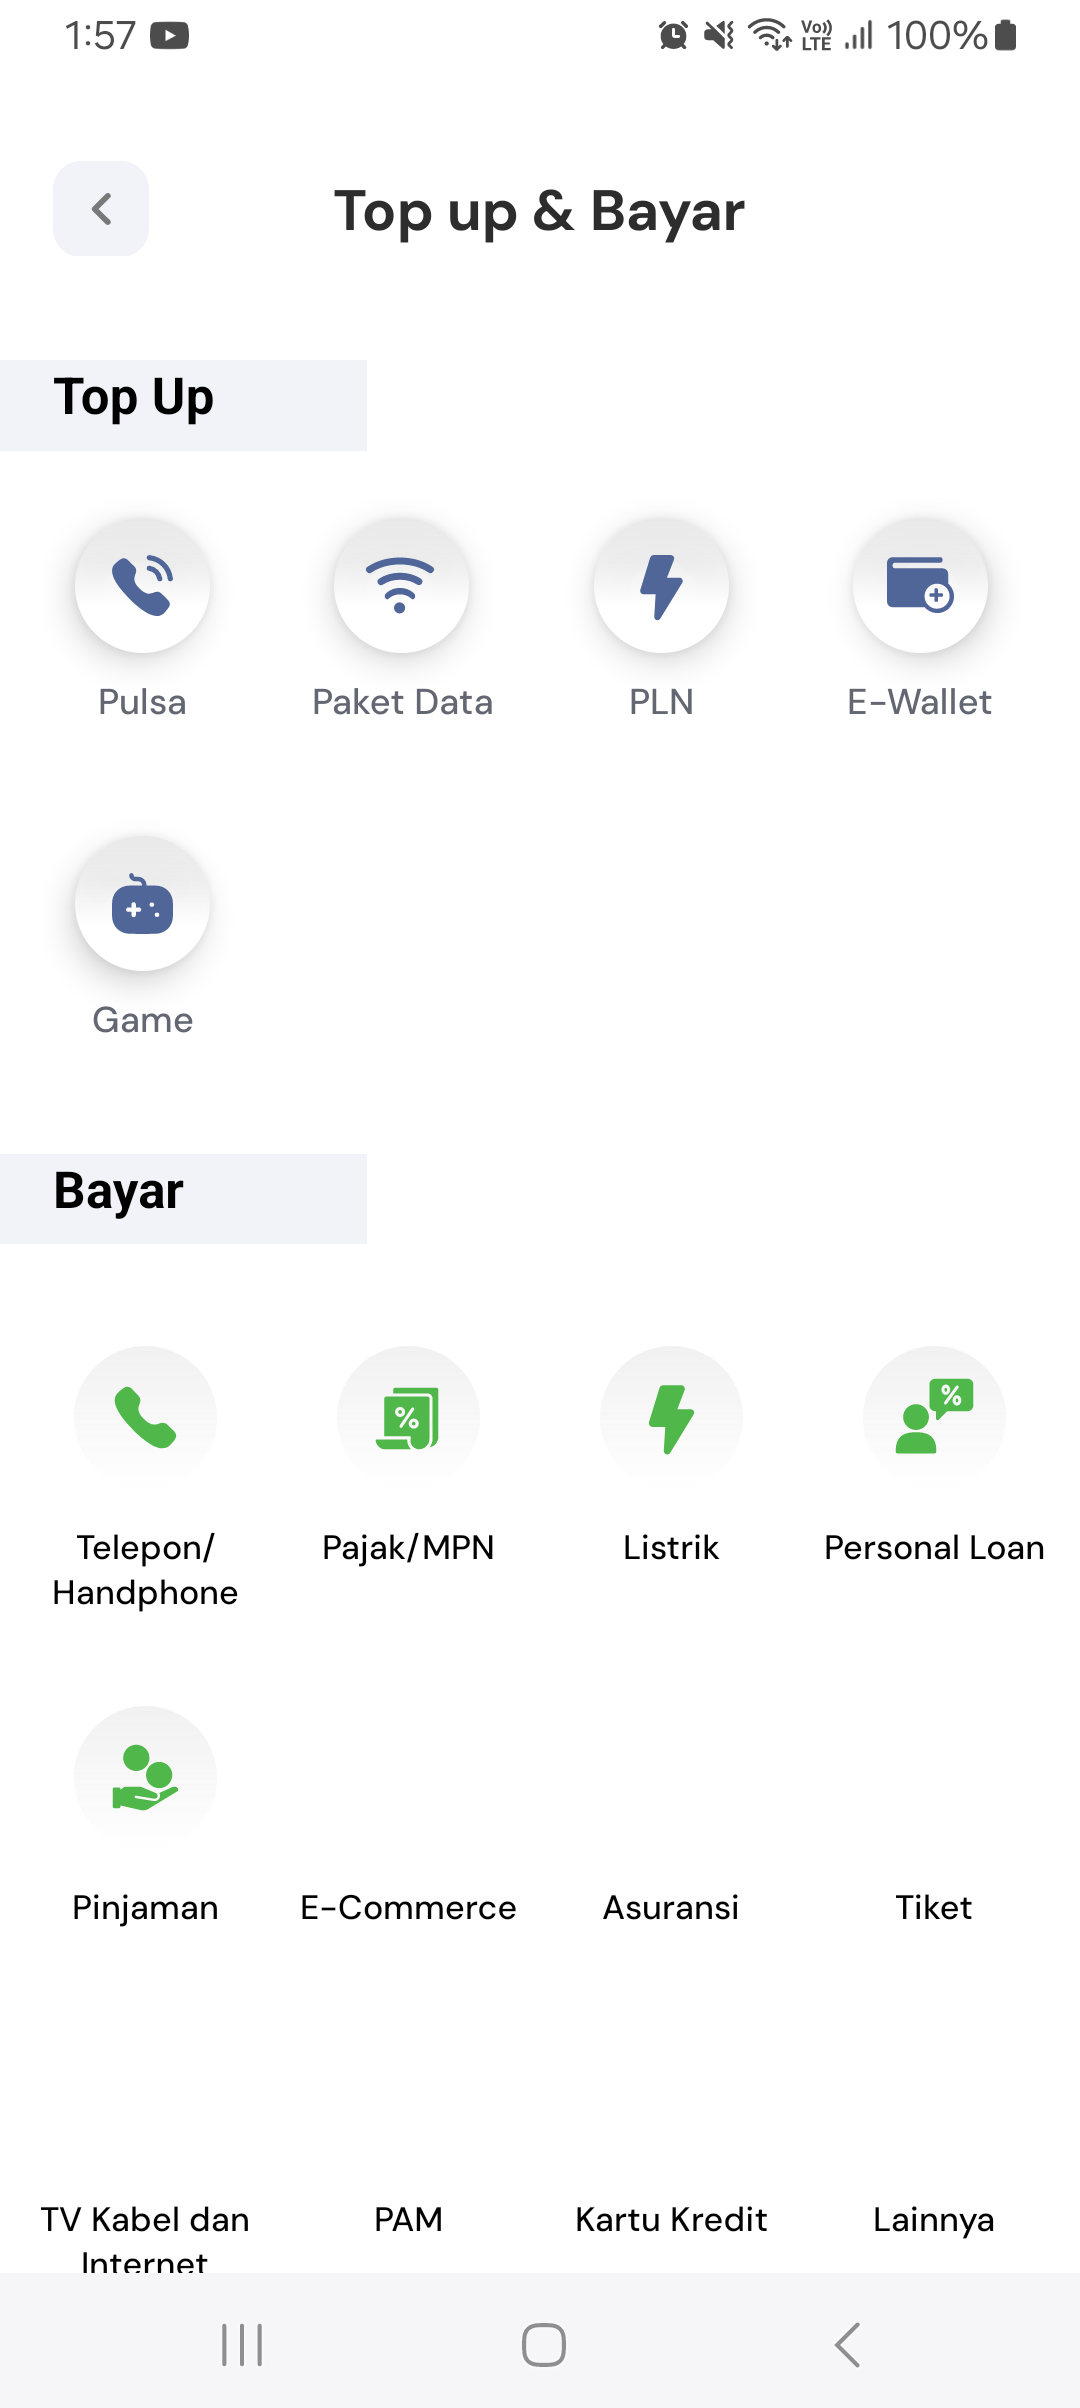 1:57
Vo)) LTE
100%
Top up & Bayar
Top Up
Pulsa
Paket Data
PLN
E-Wallet
Game
Bayar
Telepon/
Handphone
Pajak/MPN
Listrik
Personal Loan
Pinjaman
E-Commerce
Asuransi
Tiket
TV Kabel dan
Internet
PAM
Kartu Kredit
Lainnya